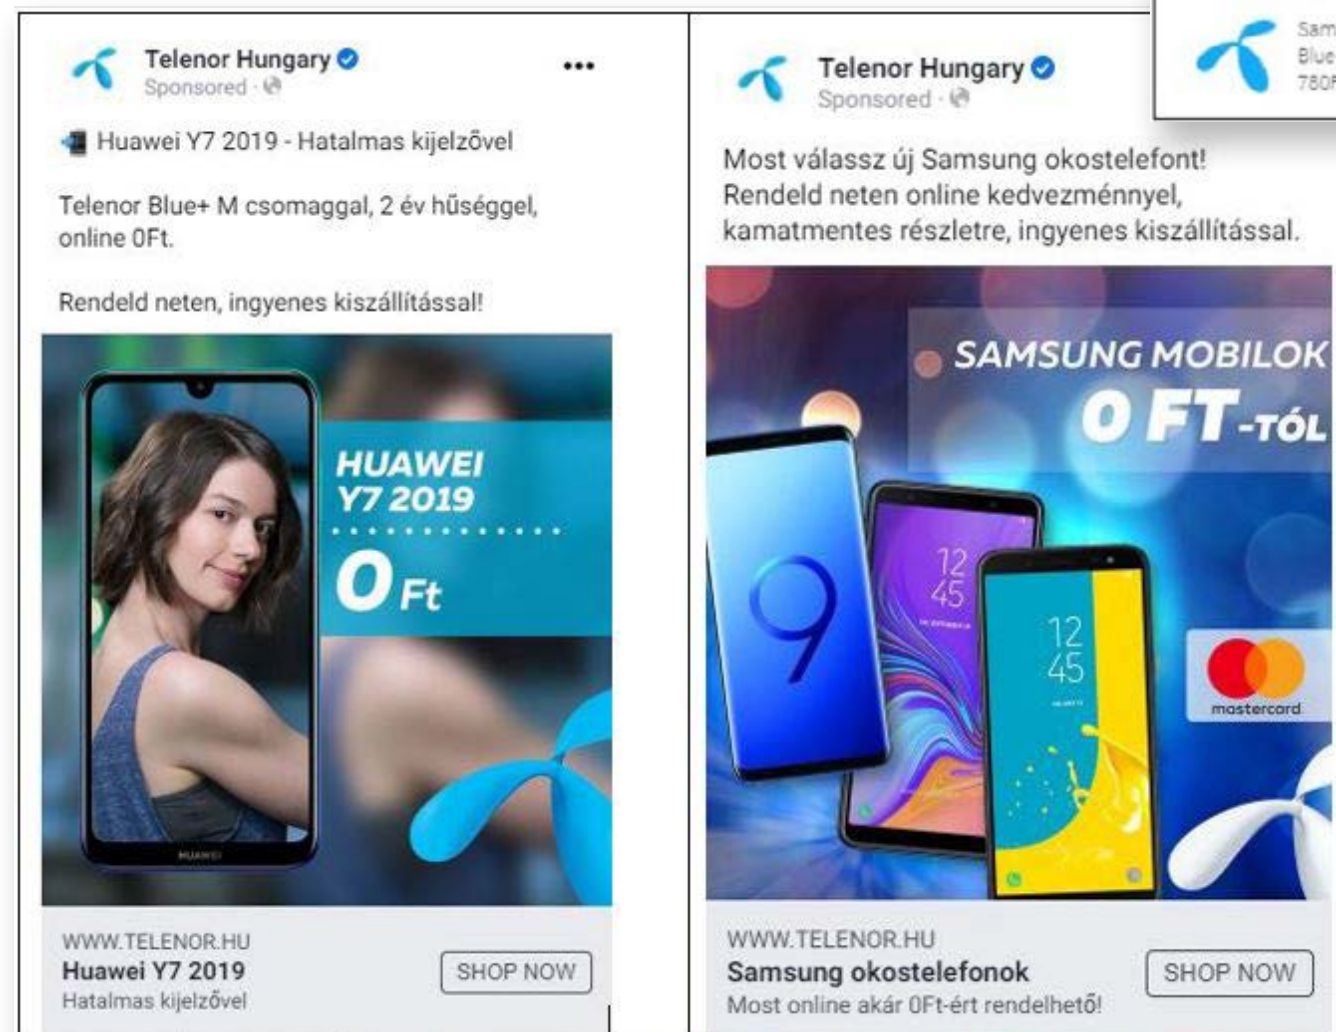 Telenor Hungary
Sponsored ·
Huawei Y7 2019 - Hatalmas kijelzővel
Telenor Blue+ M csomaggal, 2 év hűséggel,
online 0Ft.
Rendeld neten, ingyenes kiszállítással!
HUAWEI
Y7 2019
0 Ft
HUAWEI
WWW.TELENOR.HU
Huawei Y7 2019
Hatalmas kijelzővel
SHOP NOW
Telenor Hungary
Sponsored ·
Most válassz új Samsung okostelefont!
Rendeld neten online kedvezménnyel,
kamatmentes részletre, ingyenes kiszállítással.
SAMSUNG MOBILOK
0 FT-TÓL
9
12
45
12
45
mastercard
WWW.TELENOR.HU
Samsung okostelefonok
Most online akár 0Ft-ért rendelhető!
SHOP NOW
Sam
Blue